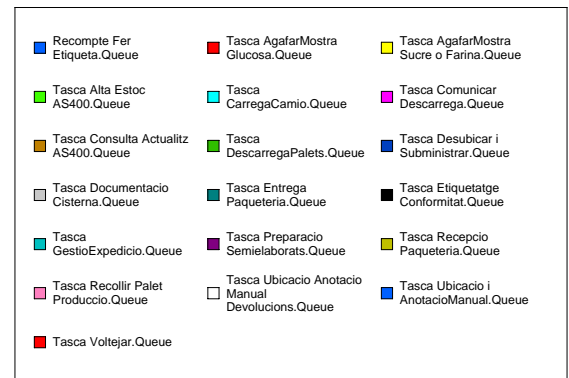 Recompte Fer
Etiqueta.Queue
Tasca AgafarMostra
Glucosa.Queue
Tasca AgafarMostra
Sucre o Farina.Queue
Tasca Alta Estoc
AS400.Queue
Tasca
CarregaCamio.Queue
Tasca Comunicar
Descarrega.Queue
Tasca Consulta Actualitz
AS400.Queue
Tasca
DescarregaPalets.Queue
Tasca Desubicar i
Subministrar.Queue
Tasca Documentacio
Cisterna.Queue
Tasca Entrega
Paqueteria.Queue
Tasca Etiquetatge
Conformitat.Queue
Tasca
GestioExpedicio.Queue
Tasca Preparacio
Semielaborats.Queue
Tasca Recepcio
Paqueteria.Queue
Tasca Recollir Palet
Produccio.Queue
Tasca Ubicacio Anotacio
Manual
Devolucions.Queue
Tasca Ubicacio i
AnotacioManual.Queue
Tasca Voltejar.Queue